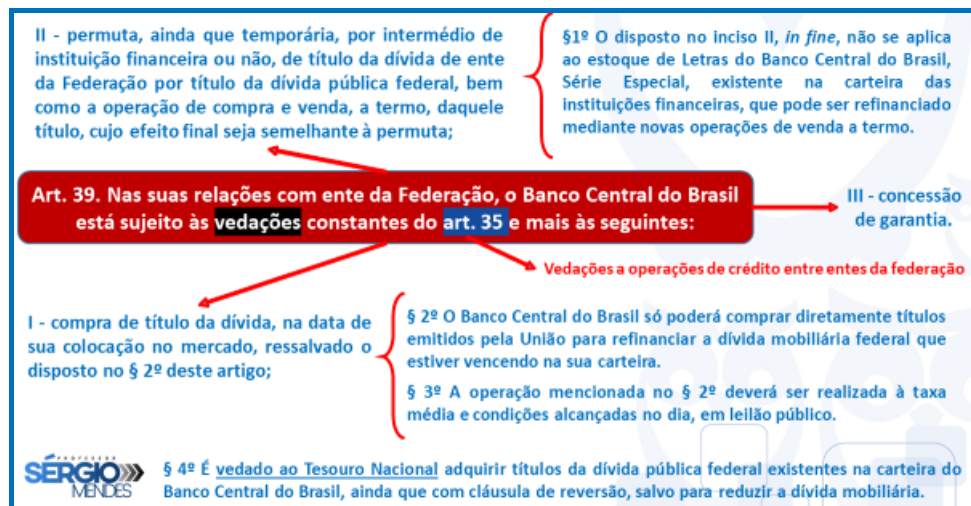 II - permuta, ainda que temporária, por intermédio de
instituição financeira ou não, de título da dívida de ente
da Federação por título da dívida pública federal, bem
como a operação de compra e venda, a termo, daquele
título, cujo efeito final seja semelhante à permuta;
§1º O disposto no inciso II, in fine, não se aplica
ao estoque de Letras do Banco Central do Brasil,
Série Especial, existente na carteira das
instituições financeiras, que pode ser refinanciado
mediante novas operações de venda a termo.
Art. 39. Nas suas relações com ente da Federação, o Banco Central do Brasil
está sujeito às vedações constantes do art. 35 e mais às seguintes:
III - concessão
de garantia.
Vedações a operações de crédito entre entes da federação
I - compra de título da dívida, na data de
sua colocação no mercado, ressalvado o
disposto no § 2º deste artigo;
§ 2º O Banco Central do Brasil só poderá comprar diretamente títulos
emitidos pela União para refinanciar a dívida mobiliária federal que
estiver vencendo na sua carteira.
§ 3º A operação mencionada no § 2º deverá ser realizada à taxa
média e condições alcançadas no dia, em leilão público.
PROFESSOR
SÉRGIO
MENDES
§ 4º É vedado ao Tesouro Nacional adquirir títulos da dívida pública federal existentes na carteira do
Banco Central do Brasil, ainda que com cláusula de reversão, salvo para reduzir a dívida mobiliária.